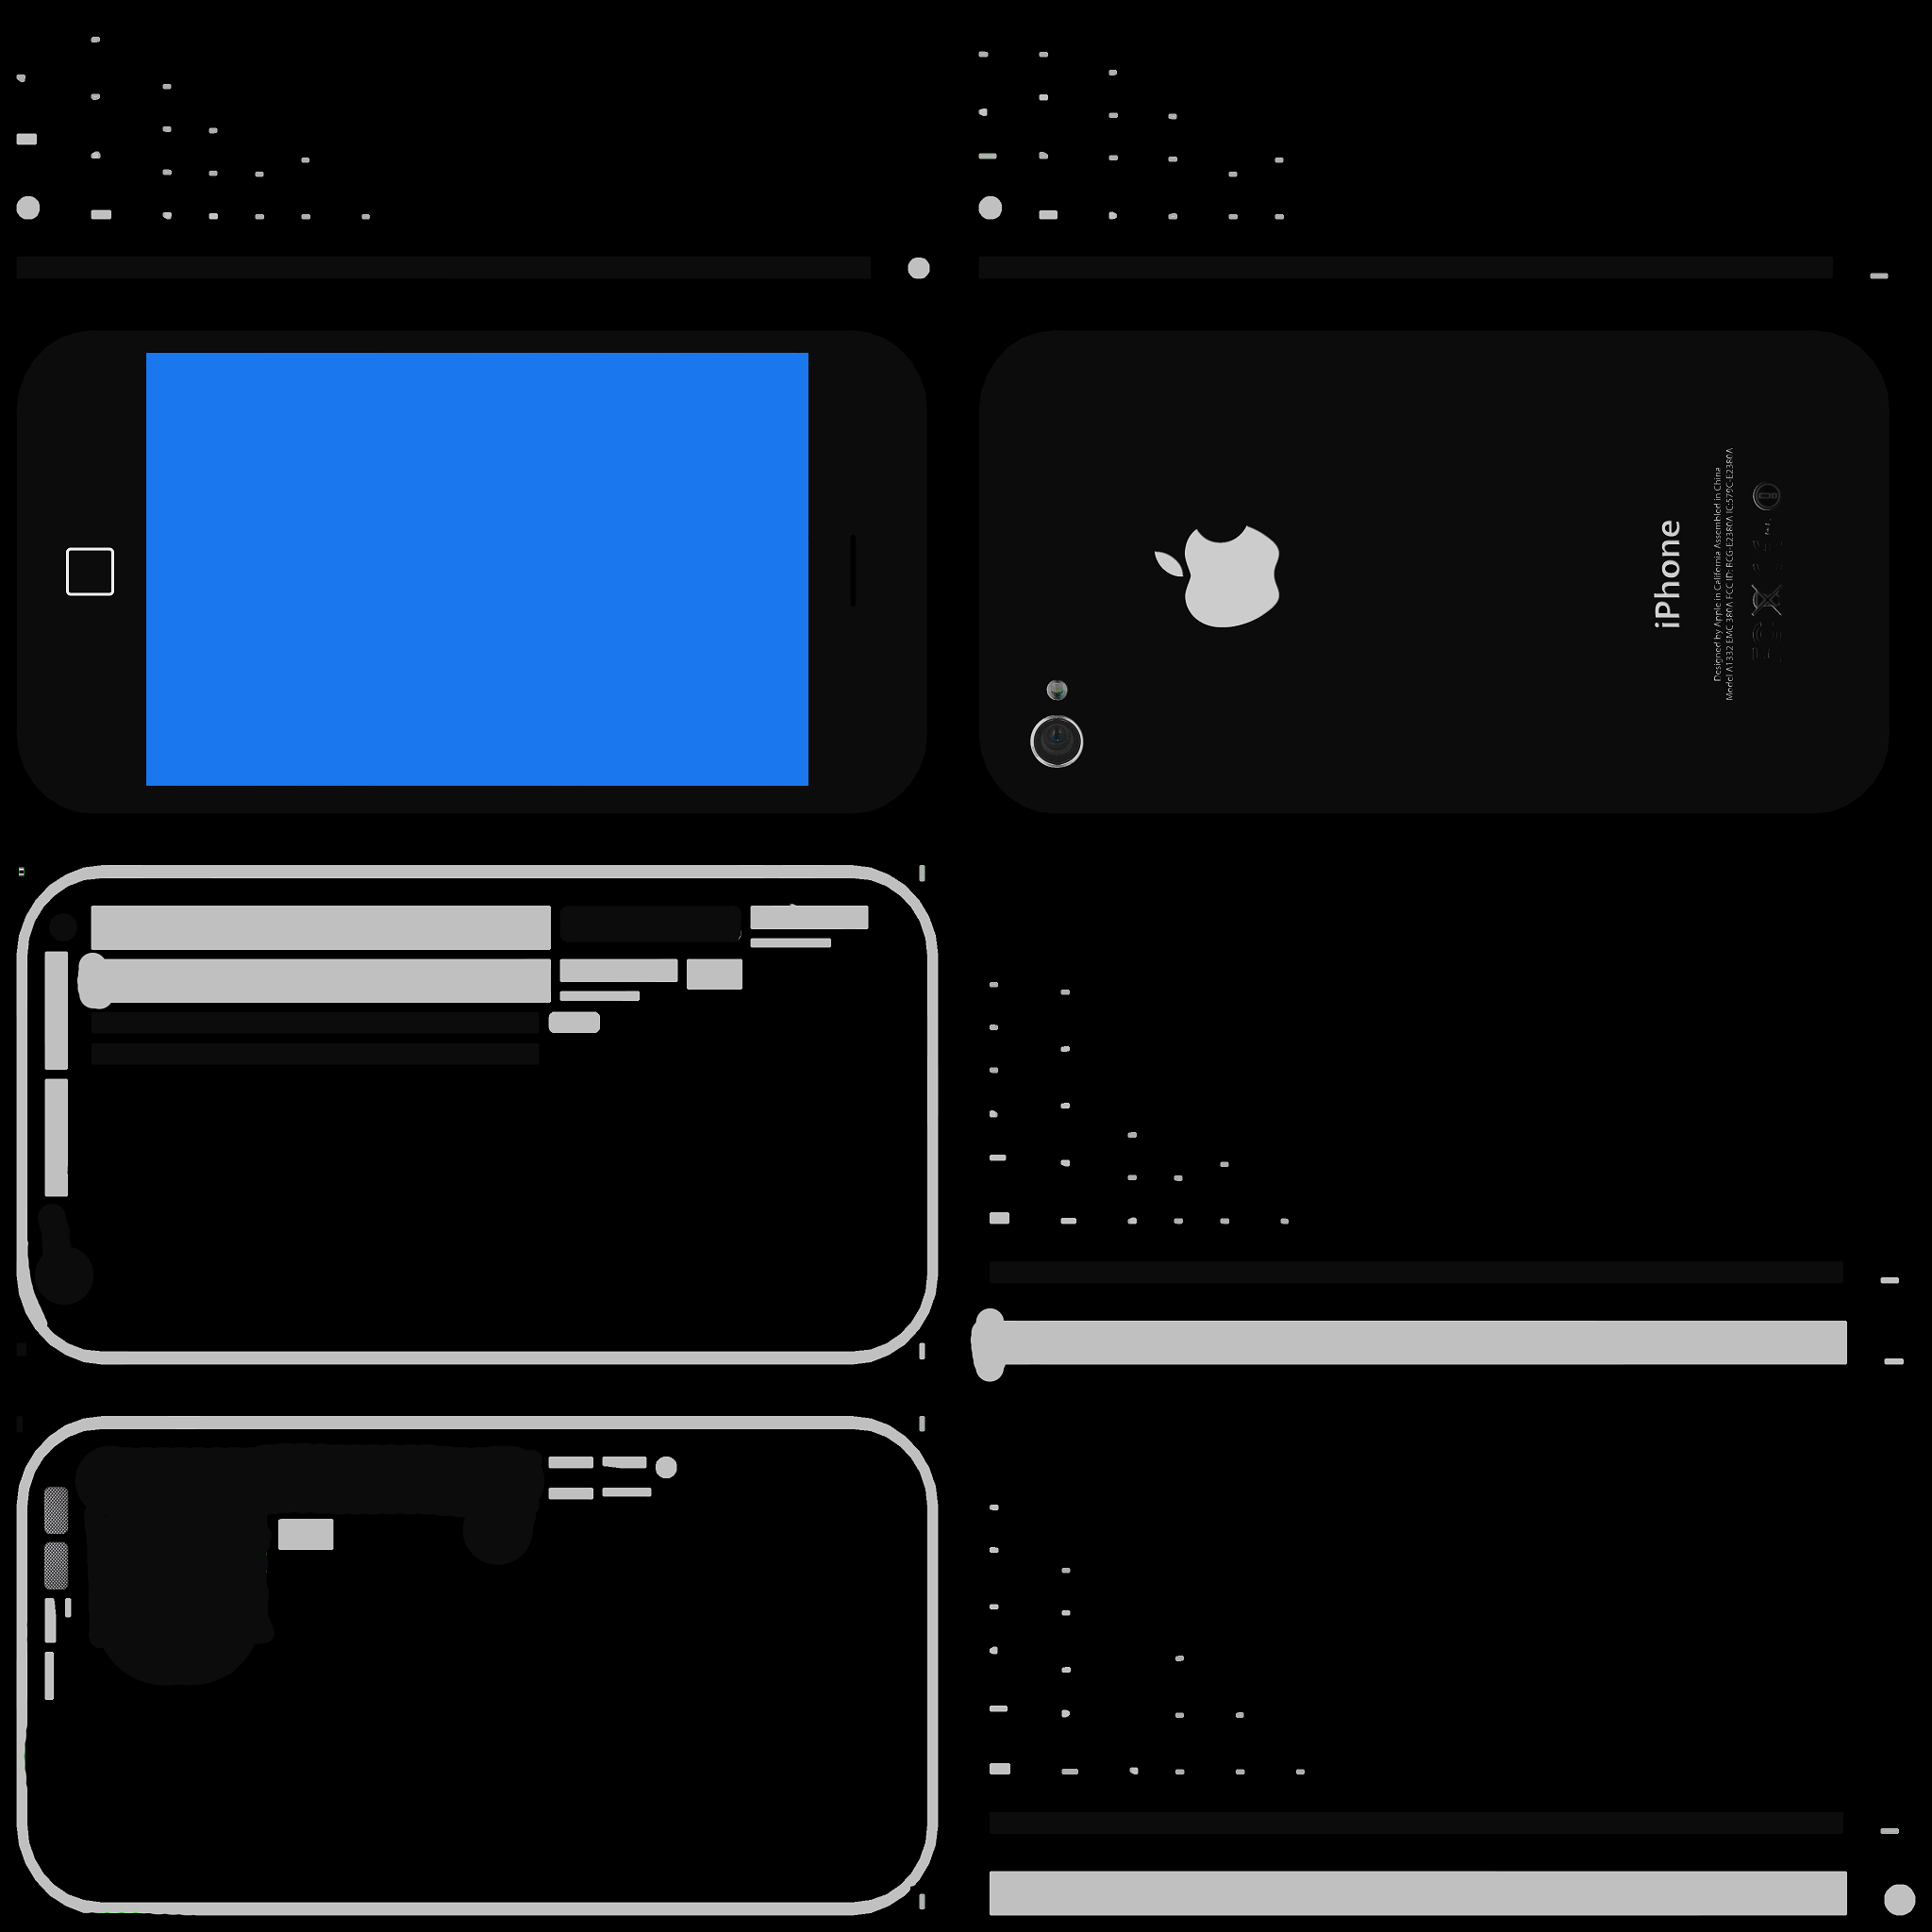 iPhone
Designed by Apple in California Assembled in China
Model A1332 EMC 380A FCC ID: BCG-E2380A IC:579C-E2380A